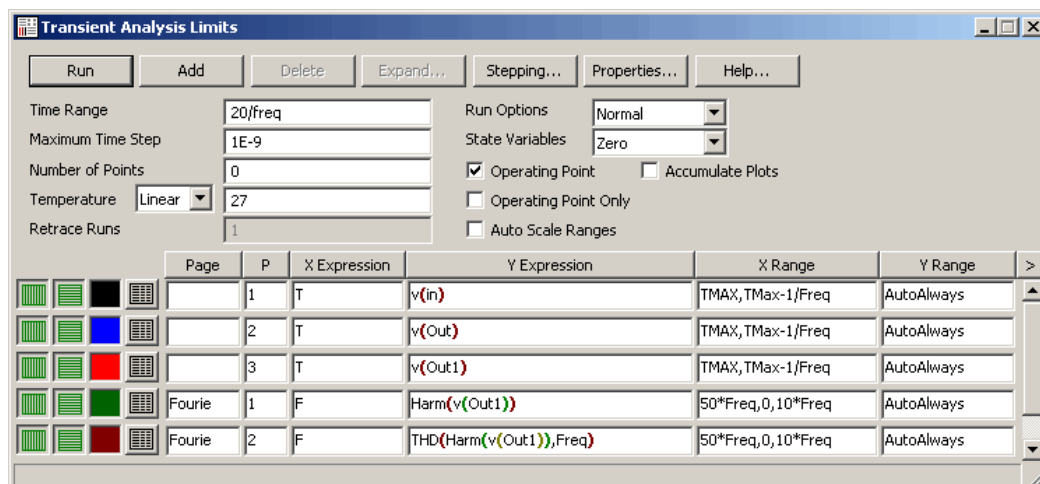 Transient Analysis Limits
Run Add Delete Expand... Stepping... Properties... Help...
Time Range 20/freq Run Options Normal
Maximum Time Step 1E-9 State Variables Zero
Number of Points 0 Operating Point Accumulate Plots
Temperature Linear 27 Operating Point Only
Retrace Runs 1 Auto Scale Ranges
Page P X Expression Y Expression X Range Y Range >
1 T v(in) TMAX,TMax-1/Freq AutoAlways
2 T v(Out) TMAX,TMax-1/Freq AutoAlways
3 T v(Out1) TMAX,TMax-1/Freq AutoAlways
Fourie 1 F Harm(v(Out1)) 50*Freq,0,10*Freq AutoAlways
Fourie 2 F THD(Harm(v(Out1)),Freq) 50*Freq,0,10*Freq AutoAlways